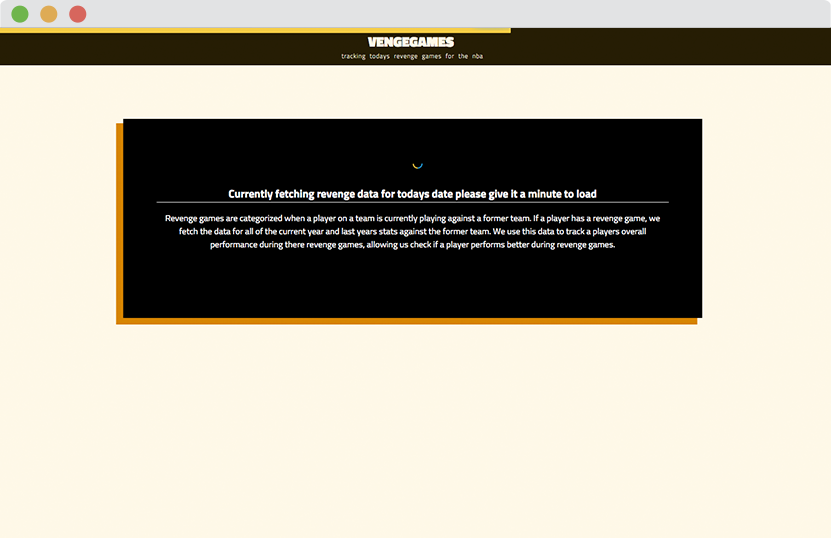 VENGEGAMES
tracking todays revenge games for the nba
Currently fetching revenge data for todays date please give it a minute to load
Revenge games are categorized when a player on a team is currently playing against a former team. If a player has a revenge game, we
fetch the data for all of the current year and last years stats against the former team. We use this data to track a players overall
performance during there revenge games, allowing us check if a player performs better during revenge games.